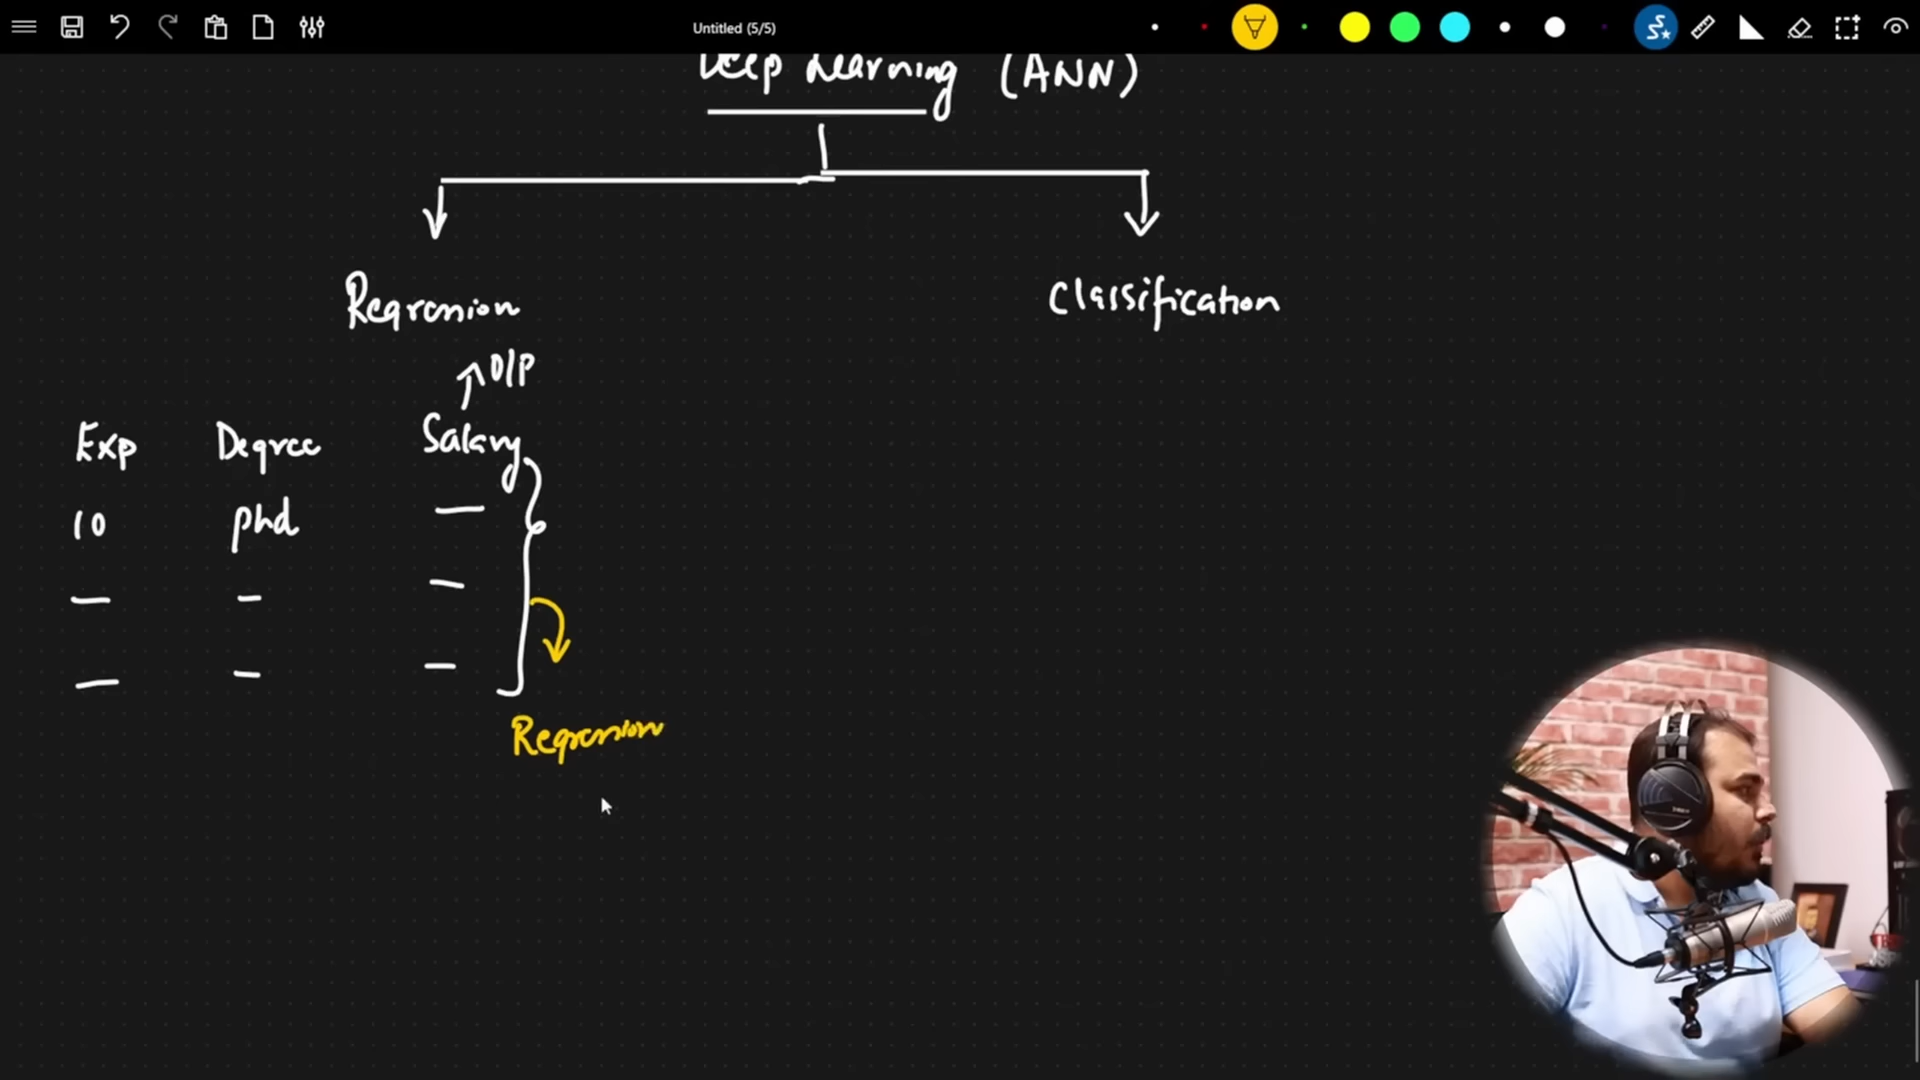 Untitled (5/5)
Deep Learning (ANN)
Regression
Classification
O/P
Exp Degree Salary
10 phd —
— – —
— – —
Regression